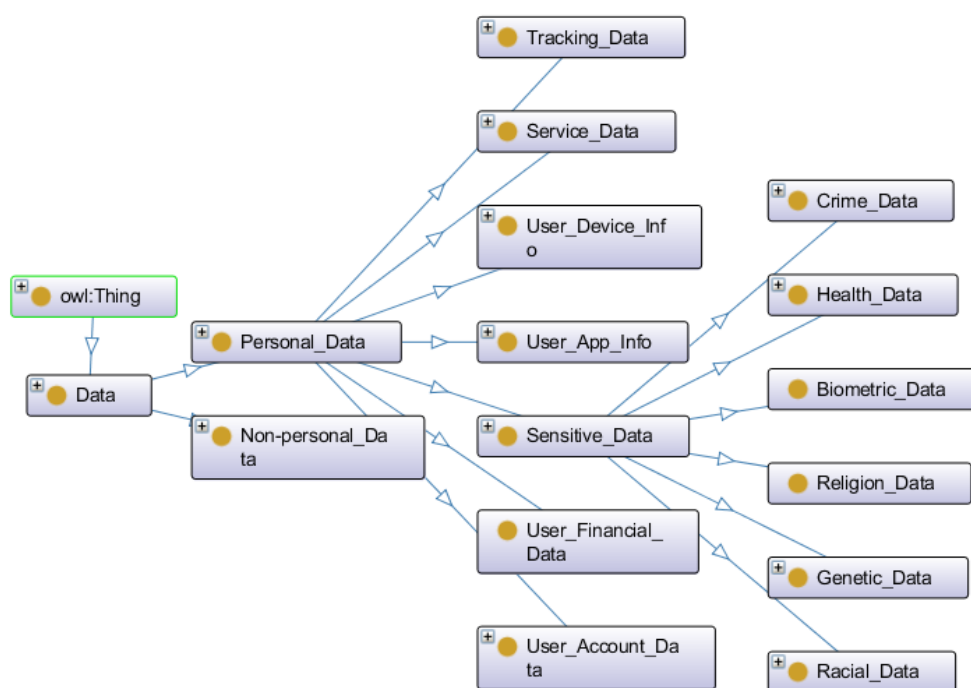 Tracking_Data
Service_Data
Crime_Data
User_Device_Inf
o
owl:Thing
Health_Data
Personal_Data
User_App_Info
Data
Biometric_Data
Non-personal_Da
ta
Sensitive_Data
Religion_Data
User_Financial_
Data
Genetic_Data
User_Account_Da
ta
Racial_Data